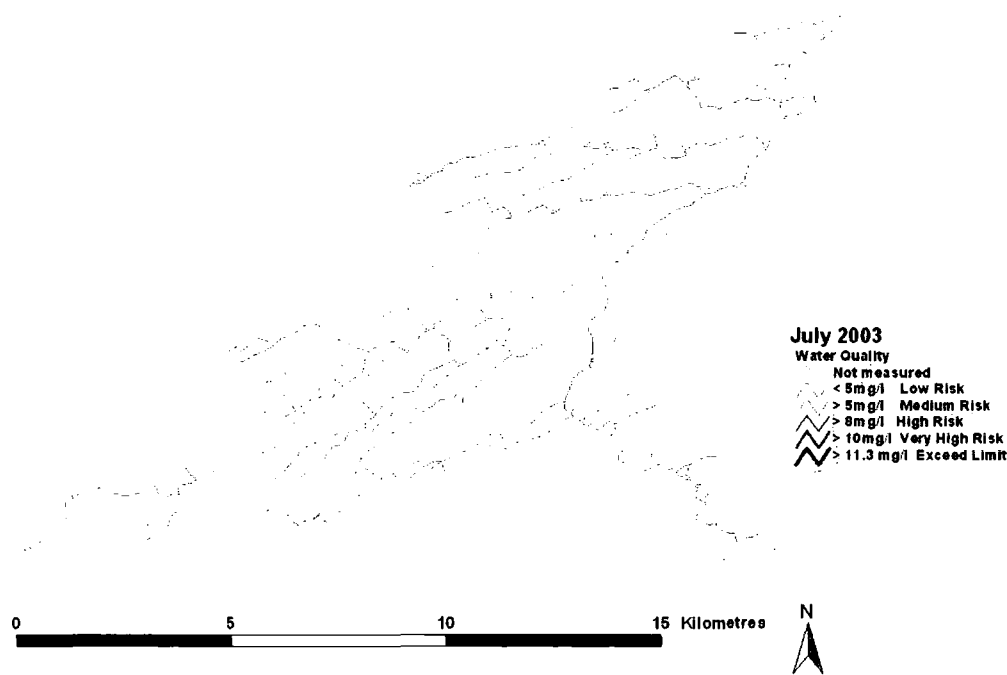 July 2003
Water Quality
Not measured
< 5mg/l Low Risk
> 5mg/l Medium Risk
> 8mg/l High Risk
> 10mg/l Very High Risk
> 11.3 mg/l Exceed Limit
0 5 10 15 Kilometres
N